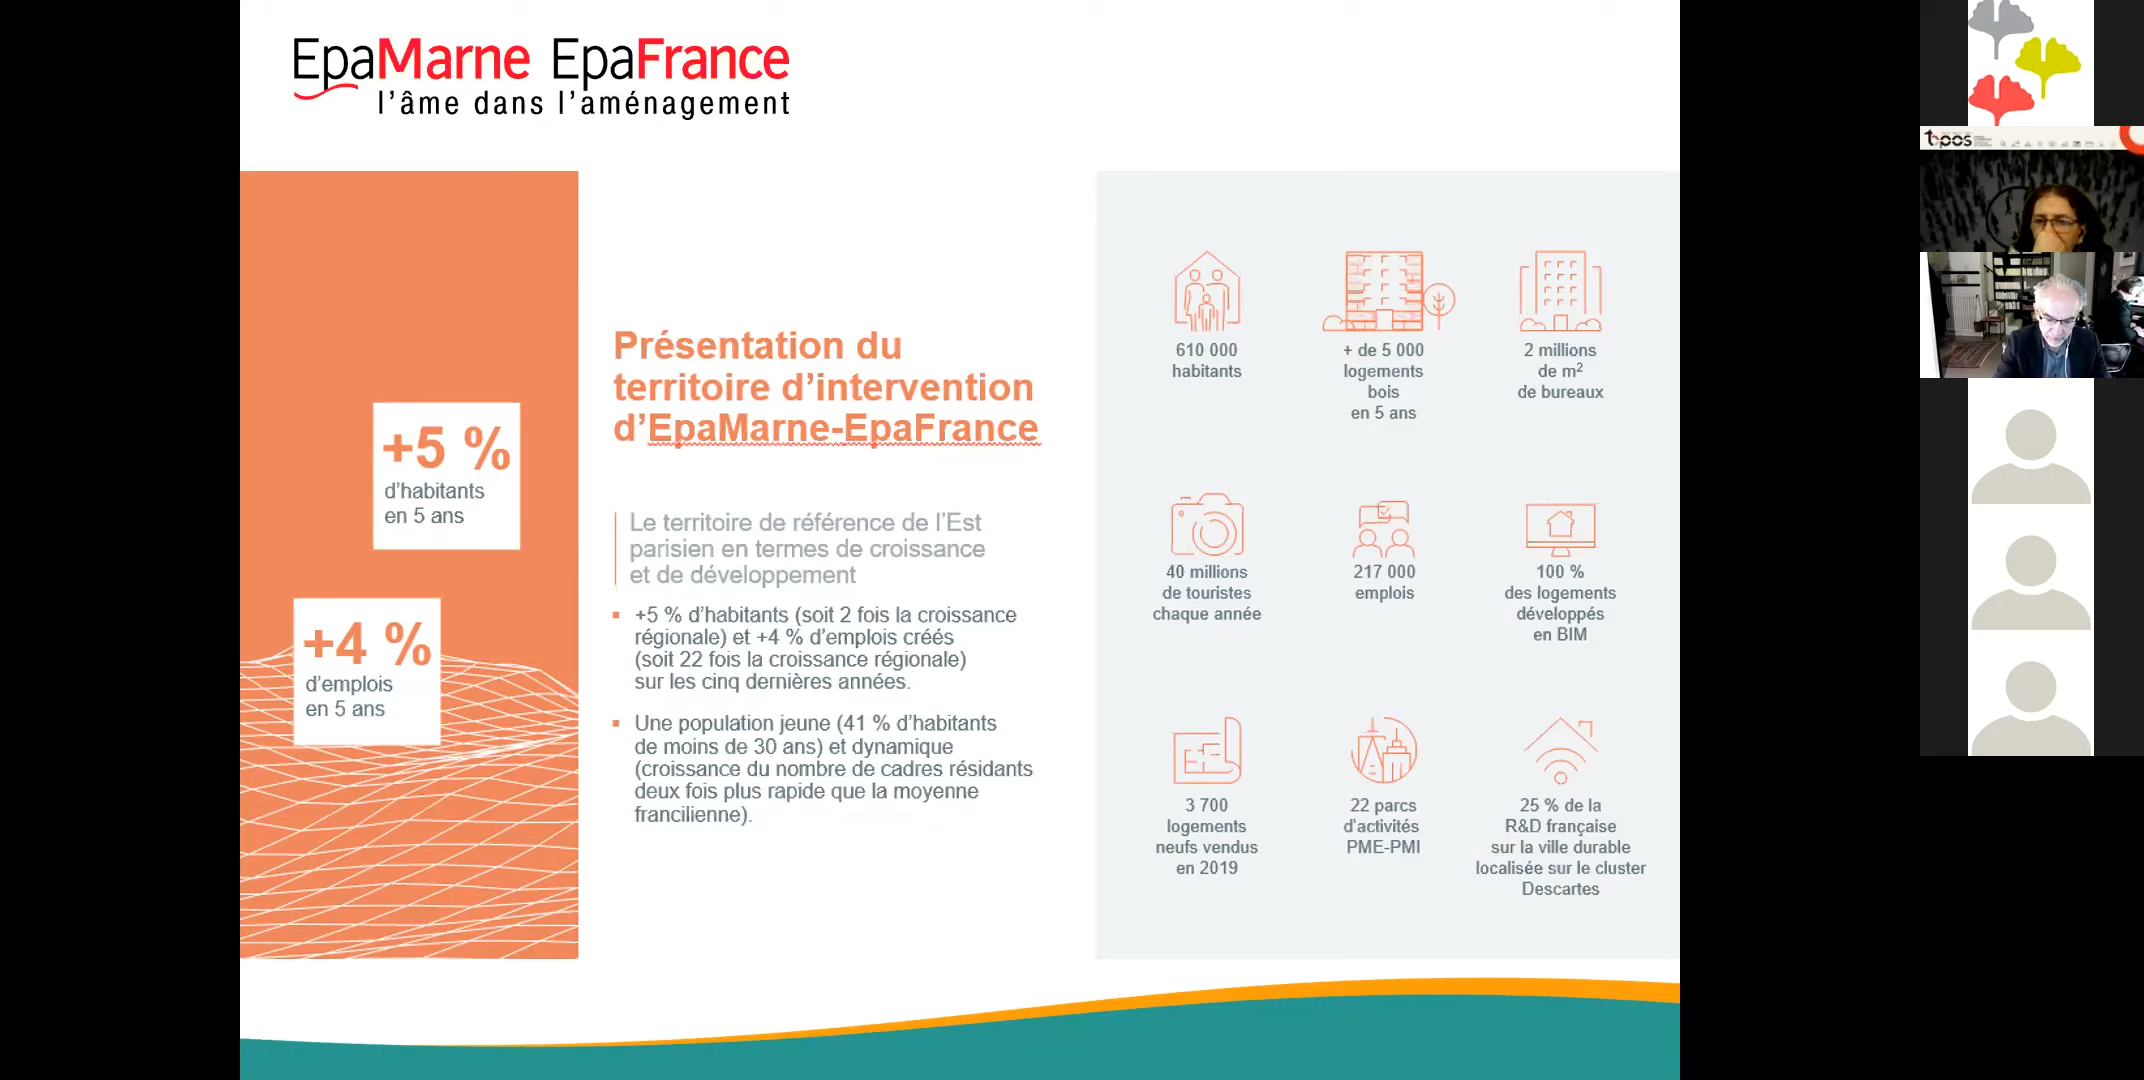 EpaMarne EpaFrance
l'âme dans l'aménagement
+5 %
d'habitants
en 5 ans
+4 %
d'emplois
en 5 ans
Présentation du
territoire d'intervention
d'EpaMarne-EpaFrance
Le territoire de référence de l'Est
parisien en termes de croissance
et de développement
▪ +5 % d'habitants (soit 2 fois la croissance
régionale) et +4 % d'emplois créés
(soit 22 fois la croissance régionale)
sur les cinq dernières années.
▪ Une population jeune (41 % d'habitants
de moins de 30 ans) et dynamique
(croissance du nombre de cadres résidants
deux fois plus rapide que la moyenne
francilienne).
610 000
habitants
+ de 5 000
logements
bois
en 5 ans
2 millions
de m²
de bureaux
40 millions
de touristes
chaque année
217 000
emplois
100 %
des logements
développés
en BIM
3 700
logements
neufs vendus
en 2019
22 parcs
d'activités
PME-PMI
25 % de la
R&D française
sur la ville durable
localisée sur le cluster
Descartes
topos